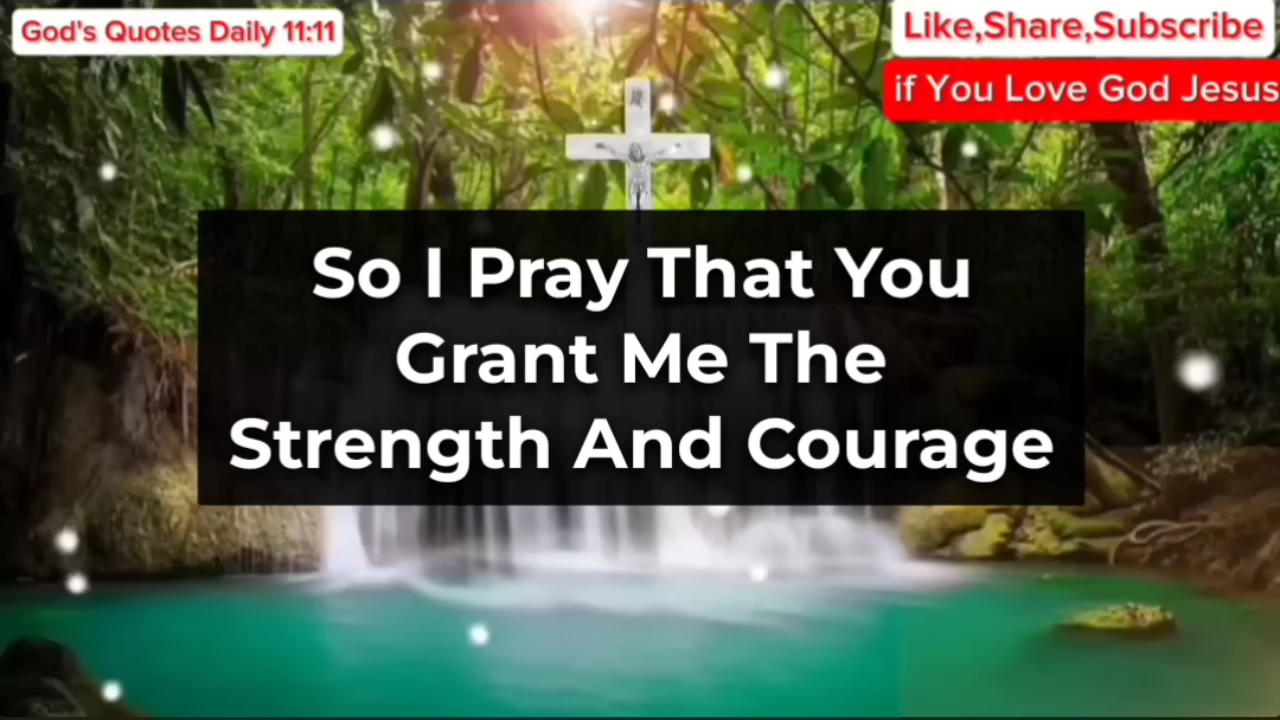 God's Quotes Daily 11:11
Like,Share,Subscribe
if You Love God Jesus
So I Pray That You
Grant Me The
Strength And Courage